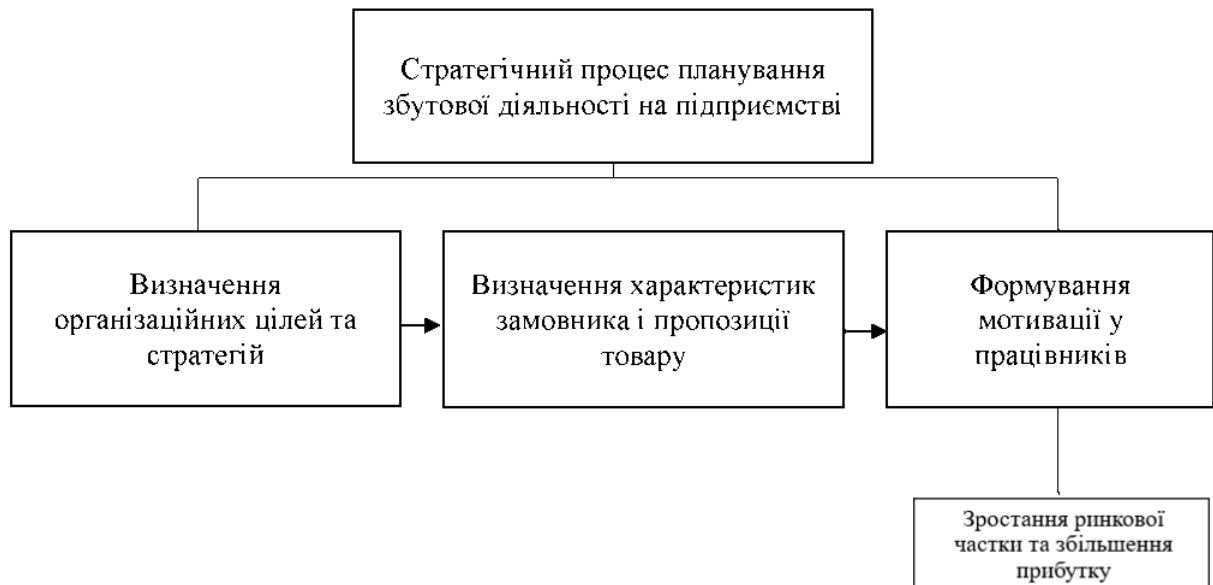 Стратегічний процес планування
збутової діяльності на підприємстві
Визначення
організаційних цілей та
стратегій
Визначення характеристик
замовника і пропозиції
товару
Формування
мотивації у
працівників
Зростання ринкової
частки та збільшення
прибутку